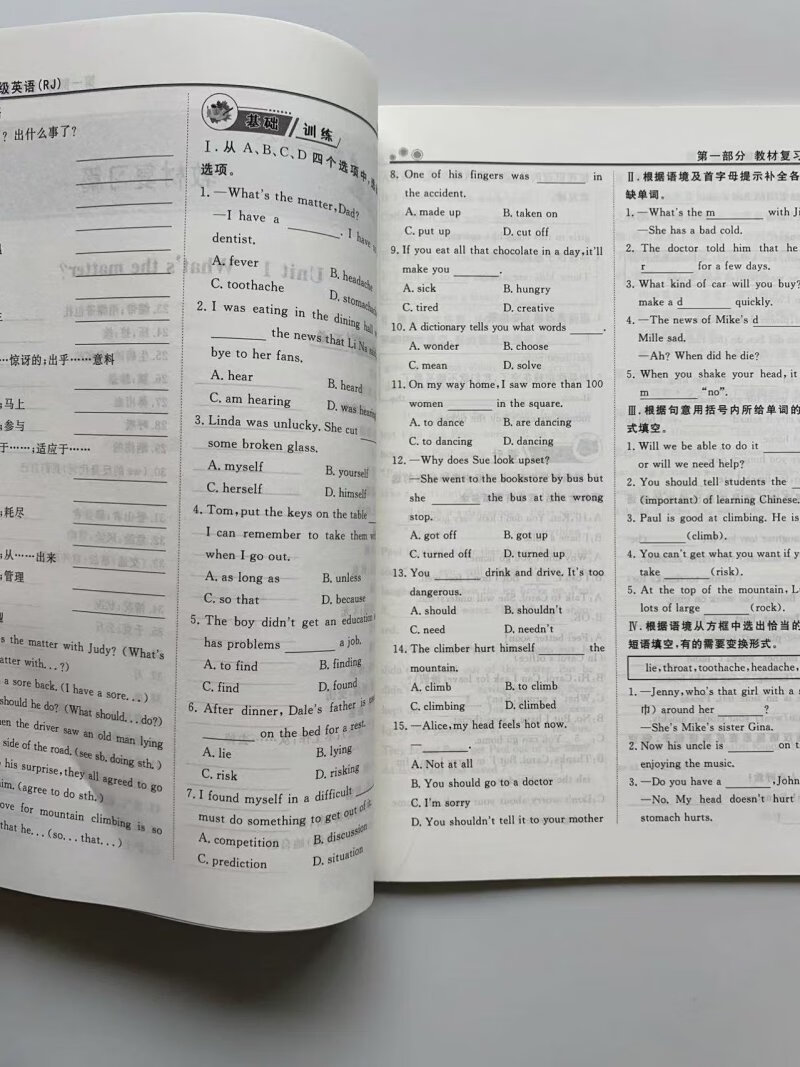 级英语(RJ)
? 出什么事了?
……惊讶的;出乎……意料
;马上
;参与
于……;适应于……
;耗尽
;从……出来
;管理
型
s the matter with Judy? (What's
atter with...?)
a sore back. (I have a sore...)
should he do? (What should...do?)
hen the driver saw an old man lying
side of the road. (see sb. doing sth.)
his surprise, they all agreed to go
him. (agree to do sth.)
ove for mountain climbing is so
that he... (so...that...)
基础 训练
Ⅰ. 从 A、B、C、D 四个选项中,
选项。
1. —What's the matter, Dad?
—I have a ________. I have to
dentist.
A. fever B. headache
C. toothache D. stomachach
2. I was eating in the dining hall
________ the news that Li Na said
bye to her fans.
A. hear B. heard
C. am hearing D. was hearing
3. Linda was unlucky. She cut
some broken glass.
A. myself B. yourself
C. herself D. himself
4. Tom, put the keys on the table
I can remember to take them
when I go out.
A. as long as B. unless
C. so that D. because
5. The boy didn't get an education
has problems ________ a job.
A. to find B. finding
C. find D. found
6. After dinner, Dale's father is
________ on the bed for a rest.
A. lie B. lying
C. risk D. risking
7. I found myself in a difficult ____
must do something to get out of it.
A. competition B. discussion
C. prediction D. situation
第一部分 教材复习
8. One of his fingers was ________ in
the accident.
A. made up B. taken on
C. put up D. cut off
9. If you eat all that chocolate in a day, it'll
make you ________.
A. sick B. hungry
C. tired D. creative
10. A dictionary tells you what words ______.
A. wonder B. choose
C. mean D. solve
11. On my way home, I saw more than 100
women ________ in the square.
A. to dance B. are dancing
C. to dancing D. dancing
12. —Why does Sue look upset?
—She went to the bookstore by bus but
she ________ the bus at the wrong
stop.
A. got off B. got up
C. turned off D. turned up
13. You ________ drink and drive. It's too
dangerous.
A. should B. shouldn't
C. need D. needn't
14. The climber hurt himself ________ the
mountain.
A. climb B. to climb
C. climbing D. climbed
15. —Alice, my head feels hot now.
—________.
A. Not at all
B. You should go to a doctor
C. I'm sorry
D. You shouldn't tell it to your mother
Ⅱ. 根据语境及首字母提示补全各
缺单词。
1. —What's the m________ with Ji
—She has a bad cold.
2. The doctor told him that he
r________ for a few days.
3. What kind of car will you buy?
make a d________ quickly.
4. —The news of Mike's d________
Mille sad.
—Ah? When did he die?
5. When you shake your head, it
m________ "no".
Ⅲ. 根据句意用括号内所给单词的
式填空。
1. Will we be able to do it ________
or will we need help?
2. You should tell students the ____
(important) of learning Chinese.
3. Paul is good at climbing. He is
________ (climb).
4. You can't get what you want if y
take ________ (risk).
5. At the top of the mountain, L
lots of large ________ (rock).
Ⅳ. 根据语境从方框中选出恰当的
短语填空,有的需要变换形式。
lie, throat, toothache, headache,
1. —Jenny, who's that girl with a s
巾) around her ________?
—She's Mike's sister Gina.
2. Now his uncle is ________ on t
enjoying the music.
3. —Do you have a ________, John
—No. My head doesn't hurt
stomach hurts.